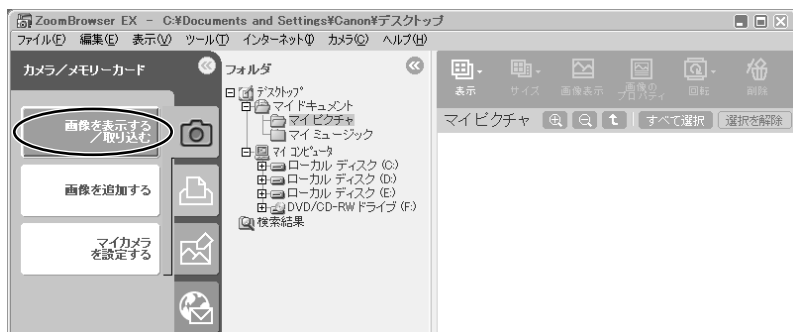 ZoomBrowser EX - C:¥Documents and Settings¥Canon¥デスクトップ
ファイル(F) 編集(E) 表示(V) ツール(T) インターネット(I) カメラ(C) ヘルプ(H)
カメラ/メモリーカード
画像を表示する
/取り込む
画像を追加する
マイカメラ
を設定する
フォルダ
デスクトップ
マイ ドキュメント
マイ ピクチャ
マイ ミュージック
マイ コンピュータ
ローカル ディスク (C:)
ローカル ディスク (D:)
ローカル ディスク (E:)
DVD/CD-RW ドライブ (F:)
検索結果
表示 サイズ 画像表示 画像の 回転 削除
プロパティ
マイ ピクチャ すべて選択 選択を解除